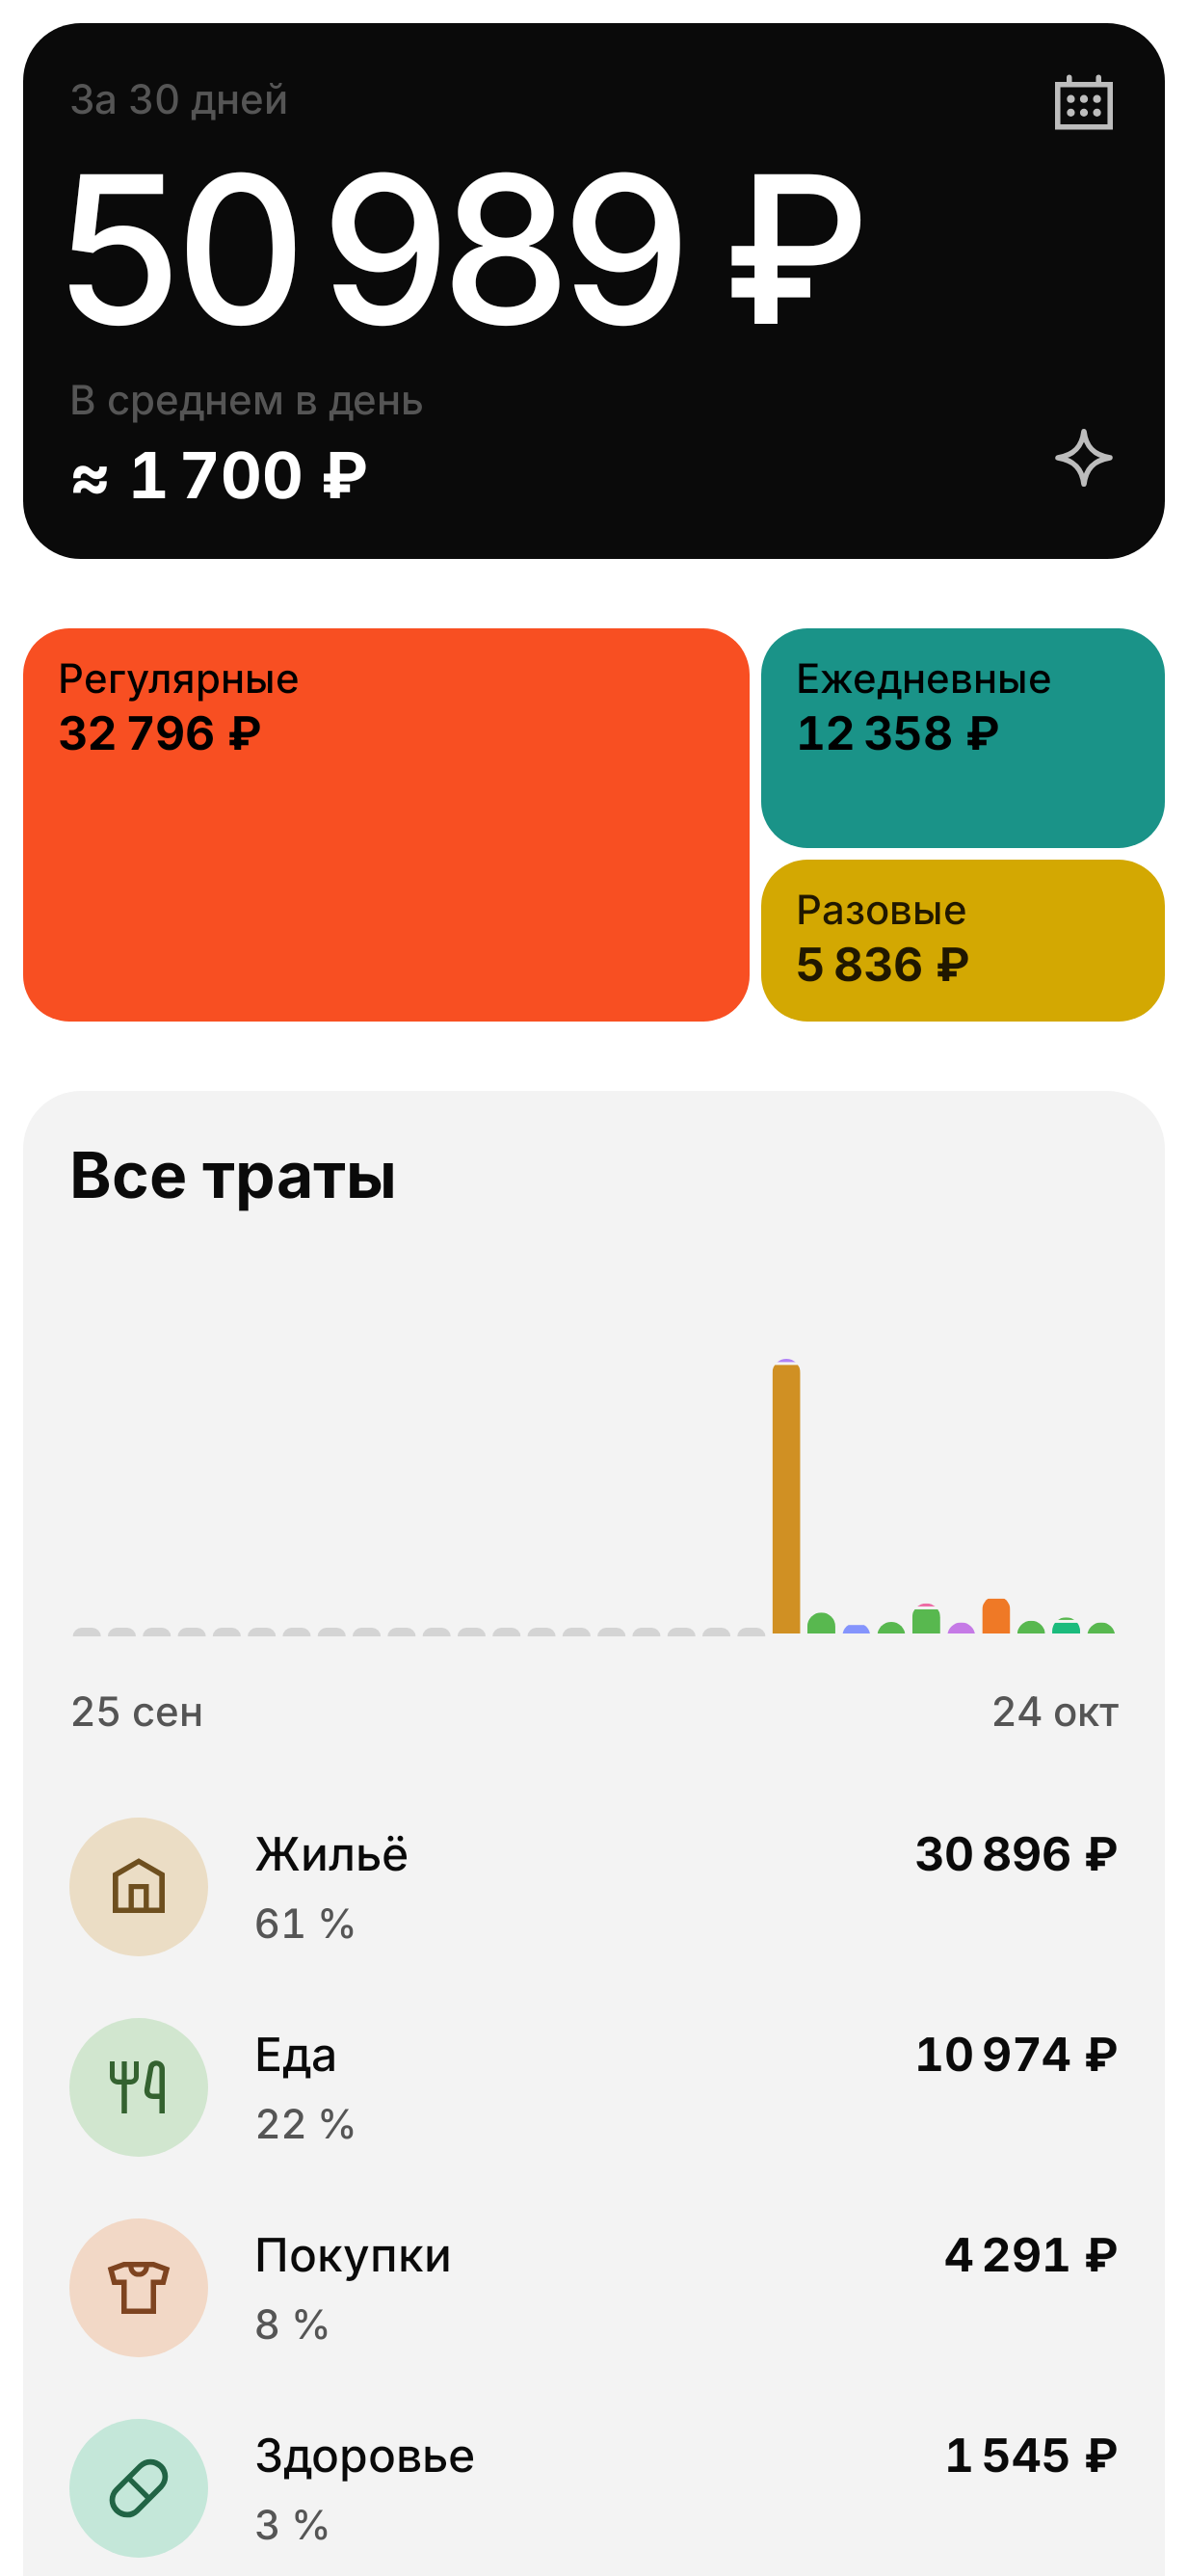 За 30 дней
50 989 ₽
В среднем в день
≈ 1 700 ₽
Регулярные
32 796 ₽
Ежедневные
12 358 ₽
Разовые
5 836 ₽
Все траты
25 сен
24 окт
Жильё
30 896 ₽
61 %
Еда
10 974 ₽
22 %
Покупки
4 291 ₽
8 %
Здоровье
1 545 ₽
3 %